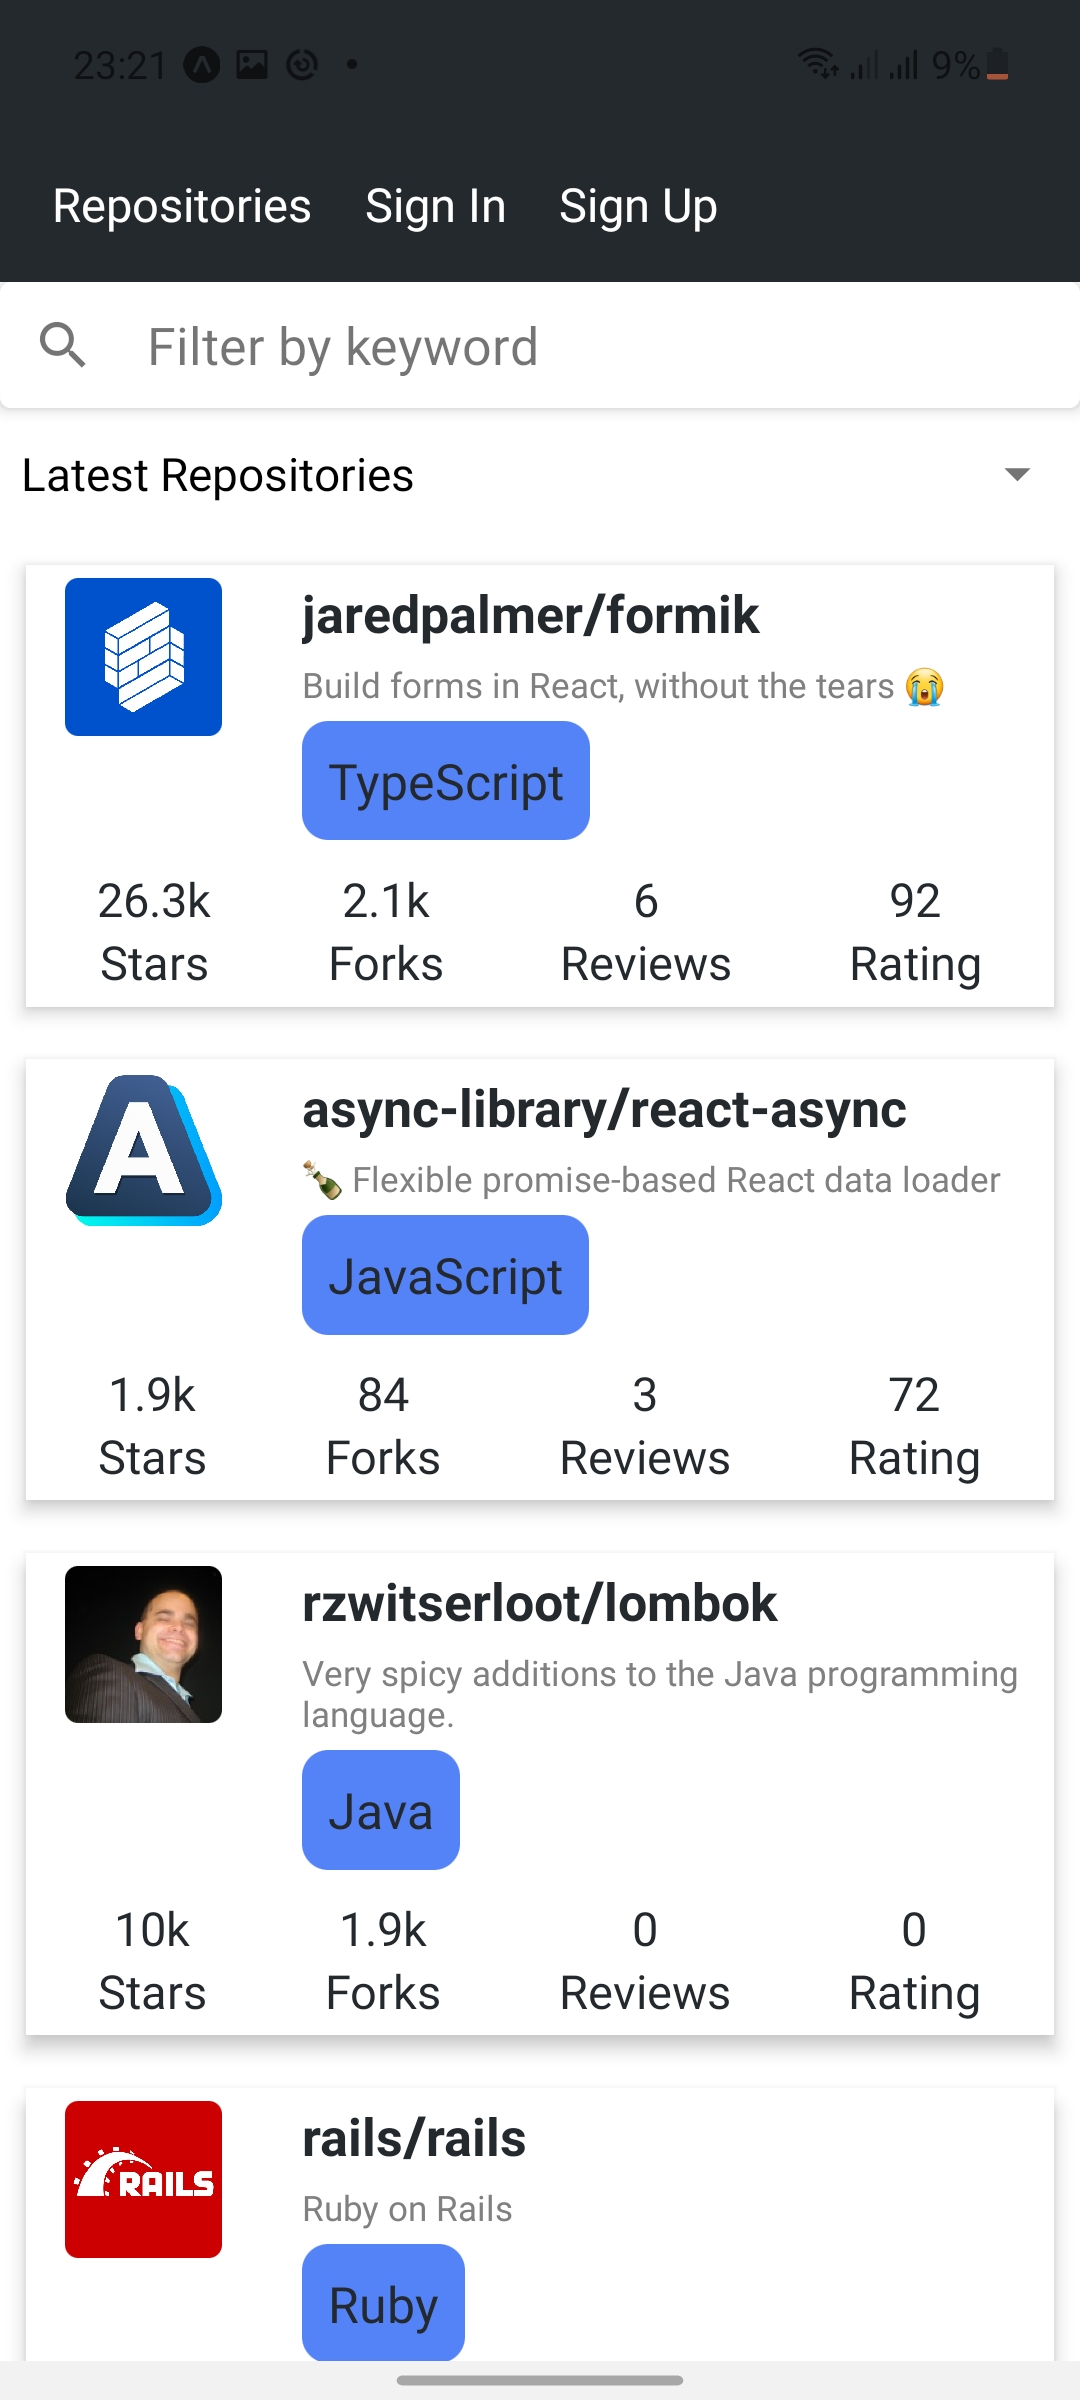 23:21
9%
Repositories Sign In Sign Up
Filter by keyword
Latest Repositories
jaredpalmer/formik
Build forms in React, without the tears 😭
TypeScript
26.3k 2.1k 6 92
Stars Forks Reviews Rating
A
async-library/react-async
🍾 Flexible promise-based React data loader
JavaScript
1.9k 84 3 72
Stars Forks Reviews Rating
rzwitserloot/lombok
Very spicy additions to the Java programming
language.
Java
10k 1.9k 0 0
Stars Forks Reviews Rating
RAILS
rails/rails
Ruby on Rails
Ruby